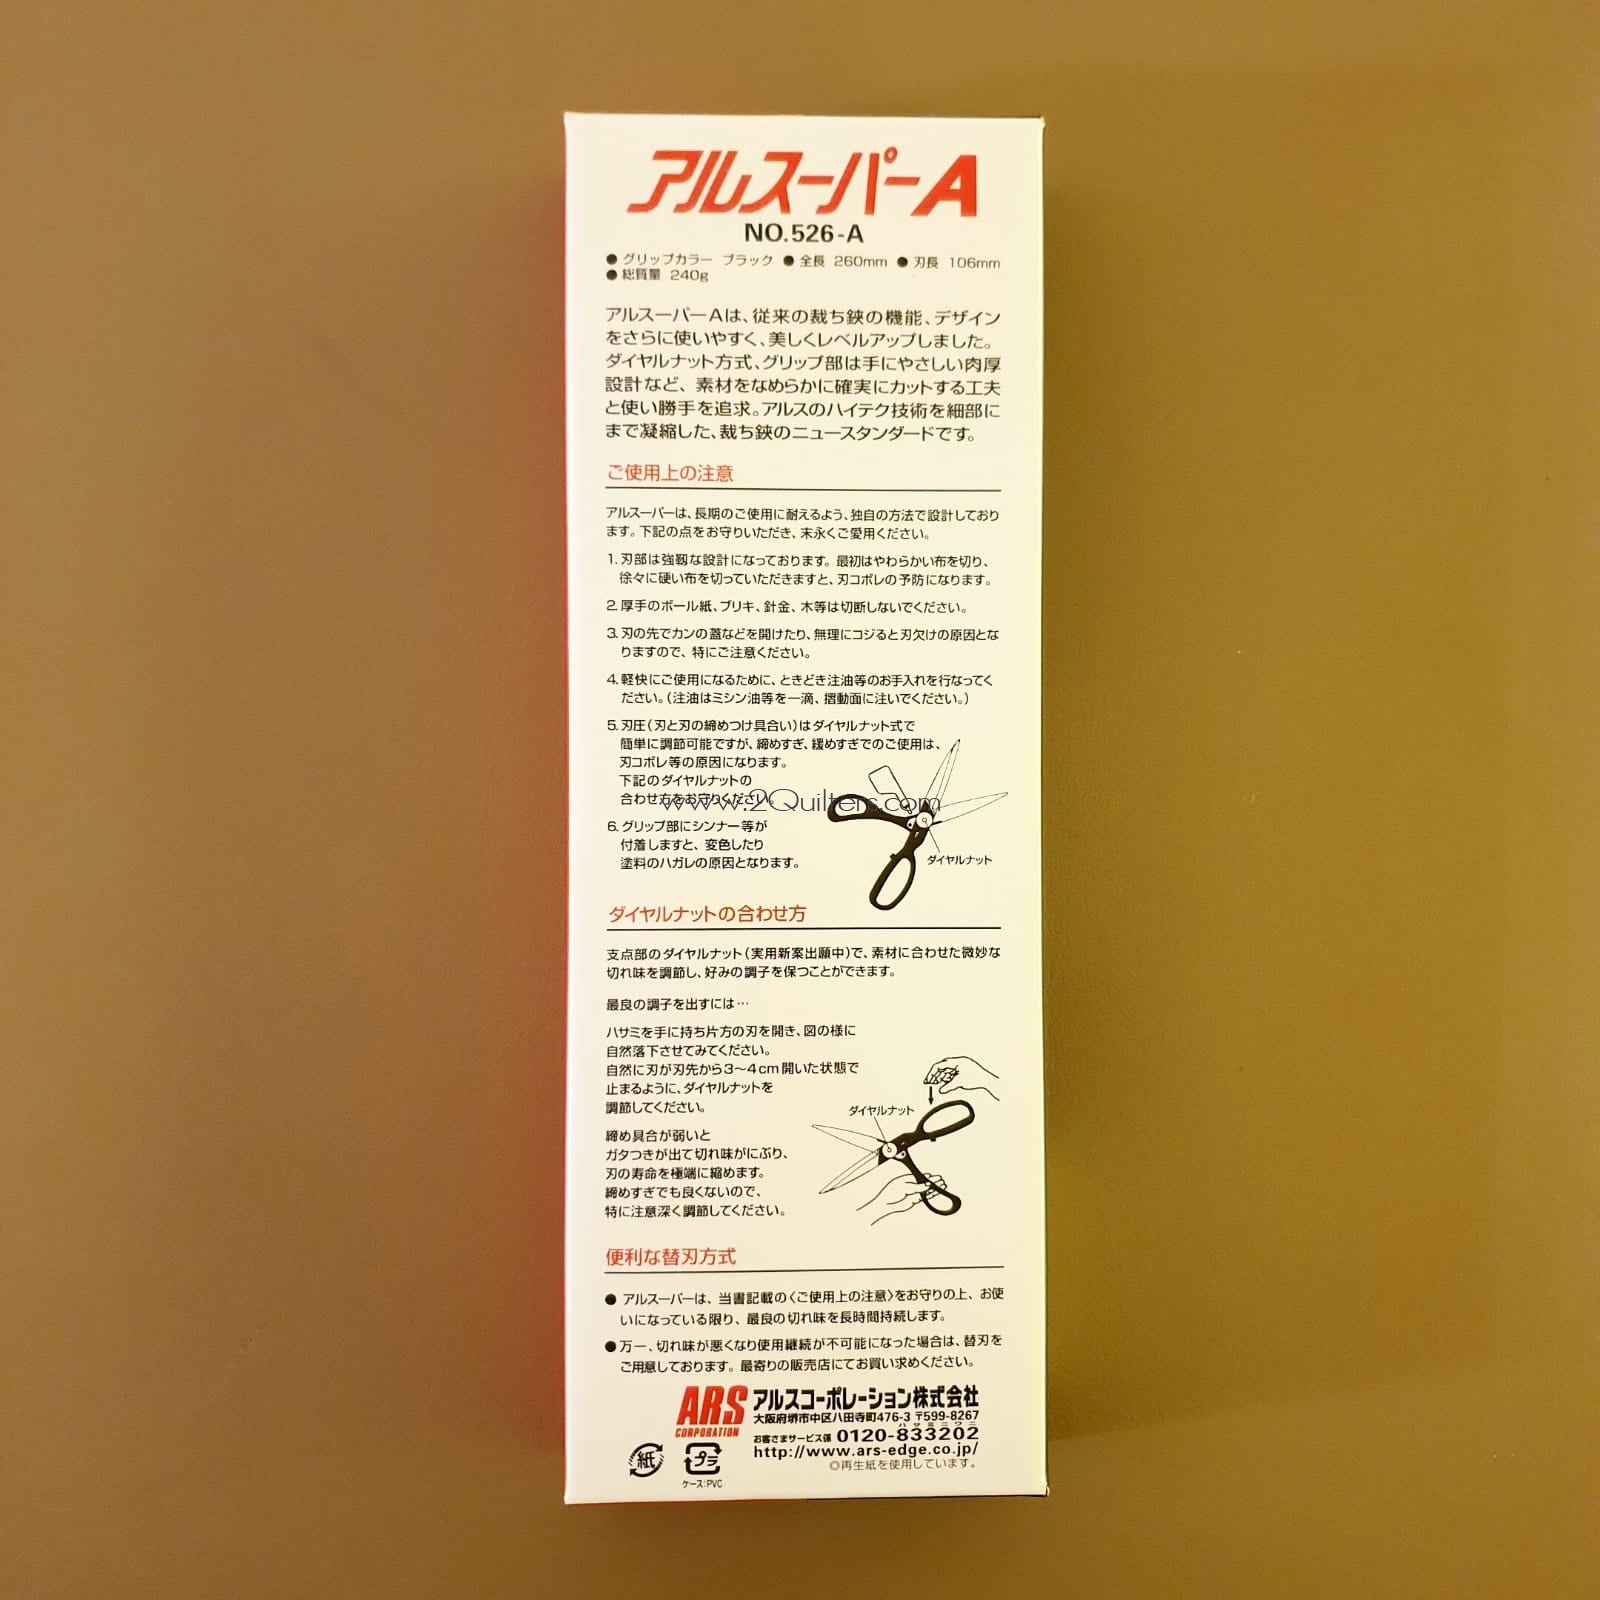 アルスーパーA
NO.526-A
●グリップカラー ブラック ●全長 260mm ●刃長 106mm
●総質量 240g
アルスーパーAは、従来の裁ち鋏の機能、デザイン
をさらに使いやすく、美しくレベルアップしました。
ダイヤルナット方式、グリップ部は手にやさしい肉厚
設計など、素材をなめらかに確実にカットする工夫
と使い勝手を追求。アルスのハイテク技術を細部に
まで凝縮した、裁ち鋏のニュースタンダードです。
ご使用上の注意
アルスーパーは、長期のご使用に耐えるよう、独自の方法で設計しており
ます。下記の点をお守りいただき、末永くご愛用ください。
1. 刃部は強靱な設計になっております。最初はやわらかい布を切り、
徐々に硬い布を切っていただきますと、刃コボレの予防になります。
2. 厚手のボール紙、ブリキ、針金、木等は切断しないでください。
3. 刃の先でカンの蓋などを開けたり、無理にコジると刃欠けの原因とな
りますので、特にご注意ください。
4. 軽快にご使用になるために、ときどき注油等のお手入れを行なってく
ださい。(注油はミシン油等を一滴、摺動面に注いでください。)
5. 刃圧(刃と刃の締めつけ具合い)はダイヤルナット式で
簡単に調節可能ですが、締めすぎ、緩めすぎでのご使用は、
刃コボレ等の原因になります。
下記のダイヤルナットの
合わせ方をお守りください。
www.2Quilters.com
6. グリップ部にシンナー等が
付着しますと、変色したり
塗料のハガレの原因となります。
ダイヤルナット
ダイヤルナットの合わせ方
支点部のダイヤルナット(実用新案出願中)で、素材に合わせた微妙な
切れ味を調節し、好みの調子を保つことができます。
最良の調子を出すには…
ハサミを手に持ち片方の刃を開き、図の様に
自然落下させてみてください。
自然に刃が刃先から3〜4cm開いた状態で
止まるように、ダイヤルナットを
調節してください。
ダイヤルナット
締め具合が弱いと
ガタつきが出て切れ味がにぶり、
刃の寿命を極端に縮めます。
締めすぎでも良くないので、
特に注意深く調節してください。
便利な替刃方式
●アルスーパーは、当書記載の〈ご使用上の注意〉をお守りの上、お使
いになっている限り、最良の切れ味を長時間持続します。
●万一、切れ味が悪くなり使用継続が不可能になった場合は、替刃を
ご用意しております。最寄りの販売店にてお買い求めください。
ARS CORPORATION
アルスコーポレーション株式会社
大阪府堺市中区八田寺町476-3 〒599-8267
ハサミニワニ
お客さまサービス係 0120-833202
http://www.ars-edge.co.jp/
◎再生紙を使用しています。
紙
プラ
ケース:PVC